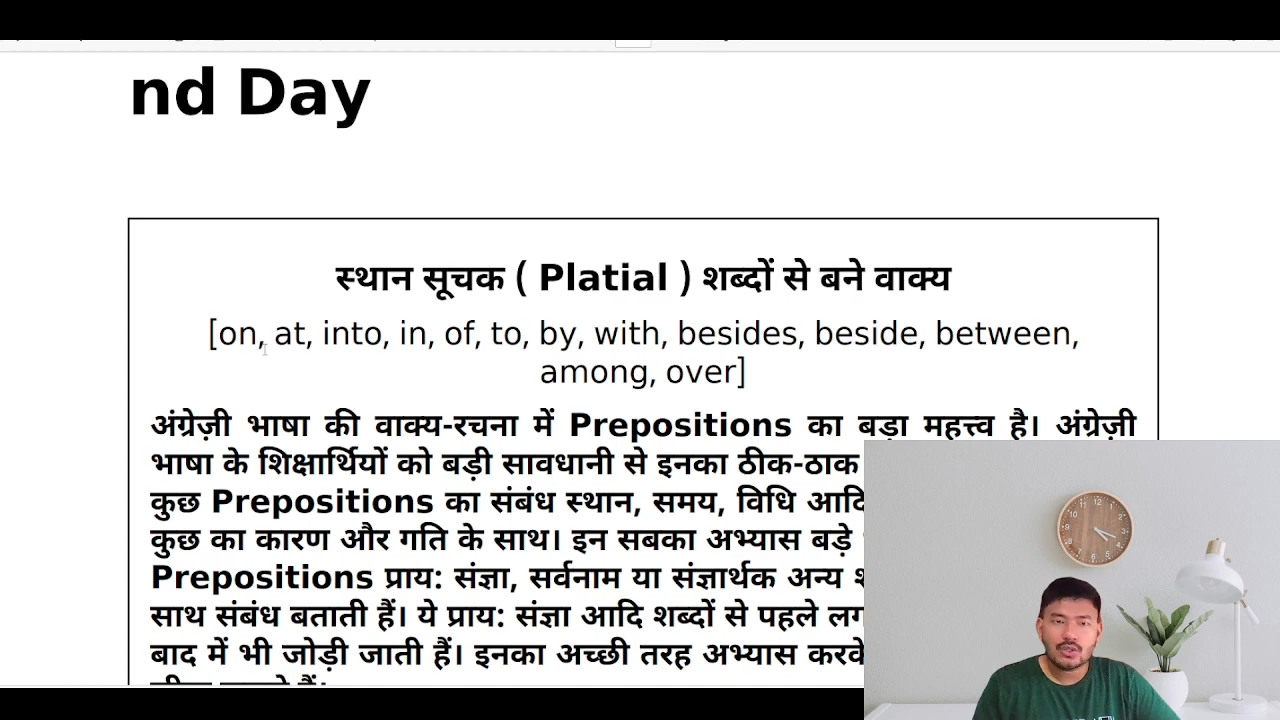 nd Day
स्थान सूचक ( Platial ) शब्दों से बने वाक्य
[on, at, into, in, of, to, by, with, besides, beside, between,
among, over]
अंग्रेज़ी भाषा की वाक्य-रचना में Prepositions का बड़ा महत्त्व है। अंग्रेज़ी
भाषा के शिक्षार्थियों को बड़ी सावधानी से इनका ठीक-ठाक
कुछ Prepositions का संबंध स्थान, समय, विधि आदि
कुछ का कारण और गति के साथ। इन सबका अभ्यास बड़े
Prepositions प्राय: संज्ञा, सर्वनाम या संज्ञार्थक अन्य
साथ संबंध बताती हैं। ये प्राय: संज्ञा आदि शब्दों से पहले
बाद में भी जोड़ी जाती हैं। इनका अच्छी तरह अभ्यास करके